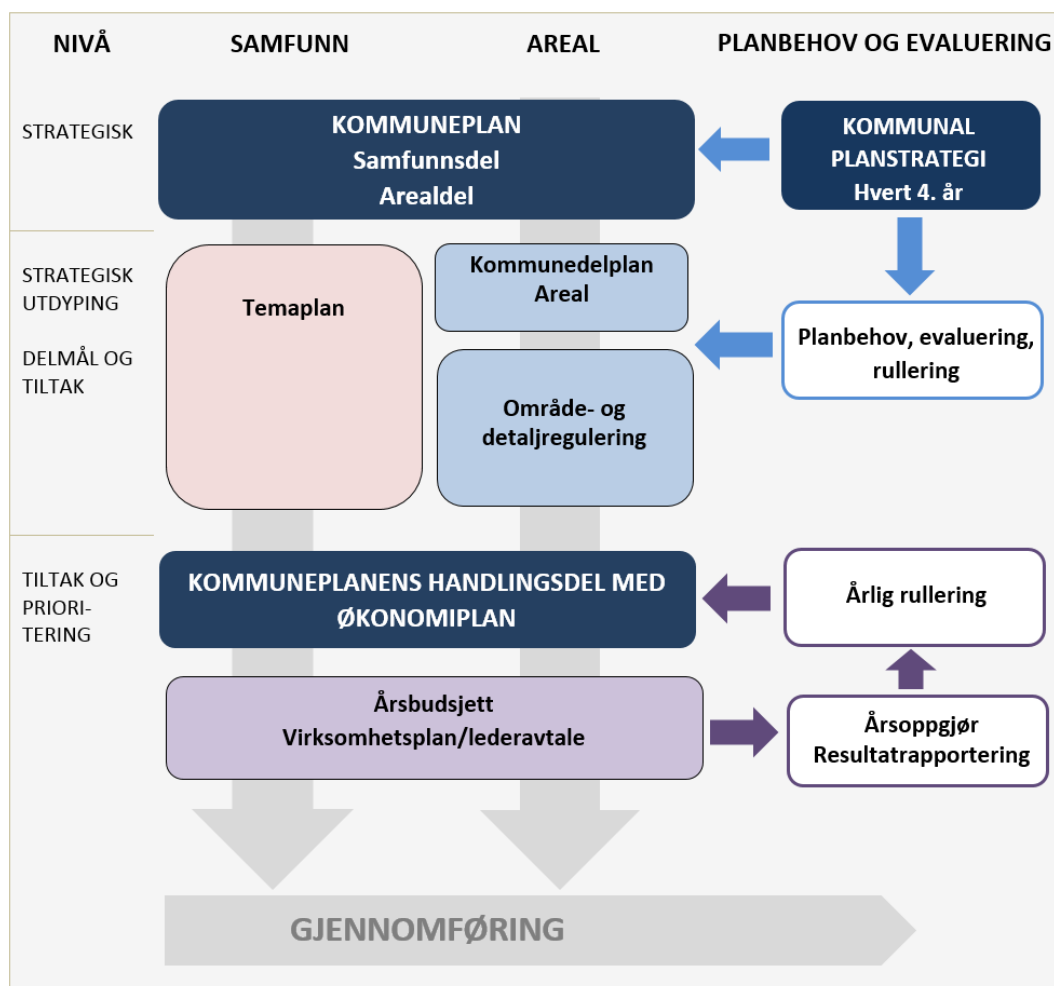 NIVÅ
SAMFUNN
AREAL
PLANBEHOV OG EVALUERING
STRATEGISK
KOMMUNEPLAN
Samfunnsdel
Arealdel
KOMMUNAL
PLANSTRATEGI
Hvert 4. år
STRATEGISK
UTDYPING
DELMÅL OG
TILTAK
Temaplan
Kommunedelplan
Areal
Område- og
detaljregulering
Planbehov, evaluering,
rullering
TILTAK OG
PRIORI-
TERING
KOMMUNEPLANENS HANDLINGSDEL MED
ØKONOMIPLAN
Årlig rullering
Årsbudsjett
Virksomhetsplan/lederavtale
Årsoppgjør
Resultatrapportering
GJENNOMFØRING